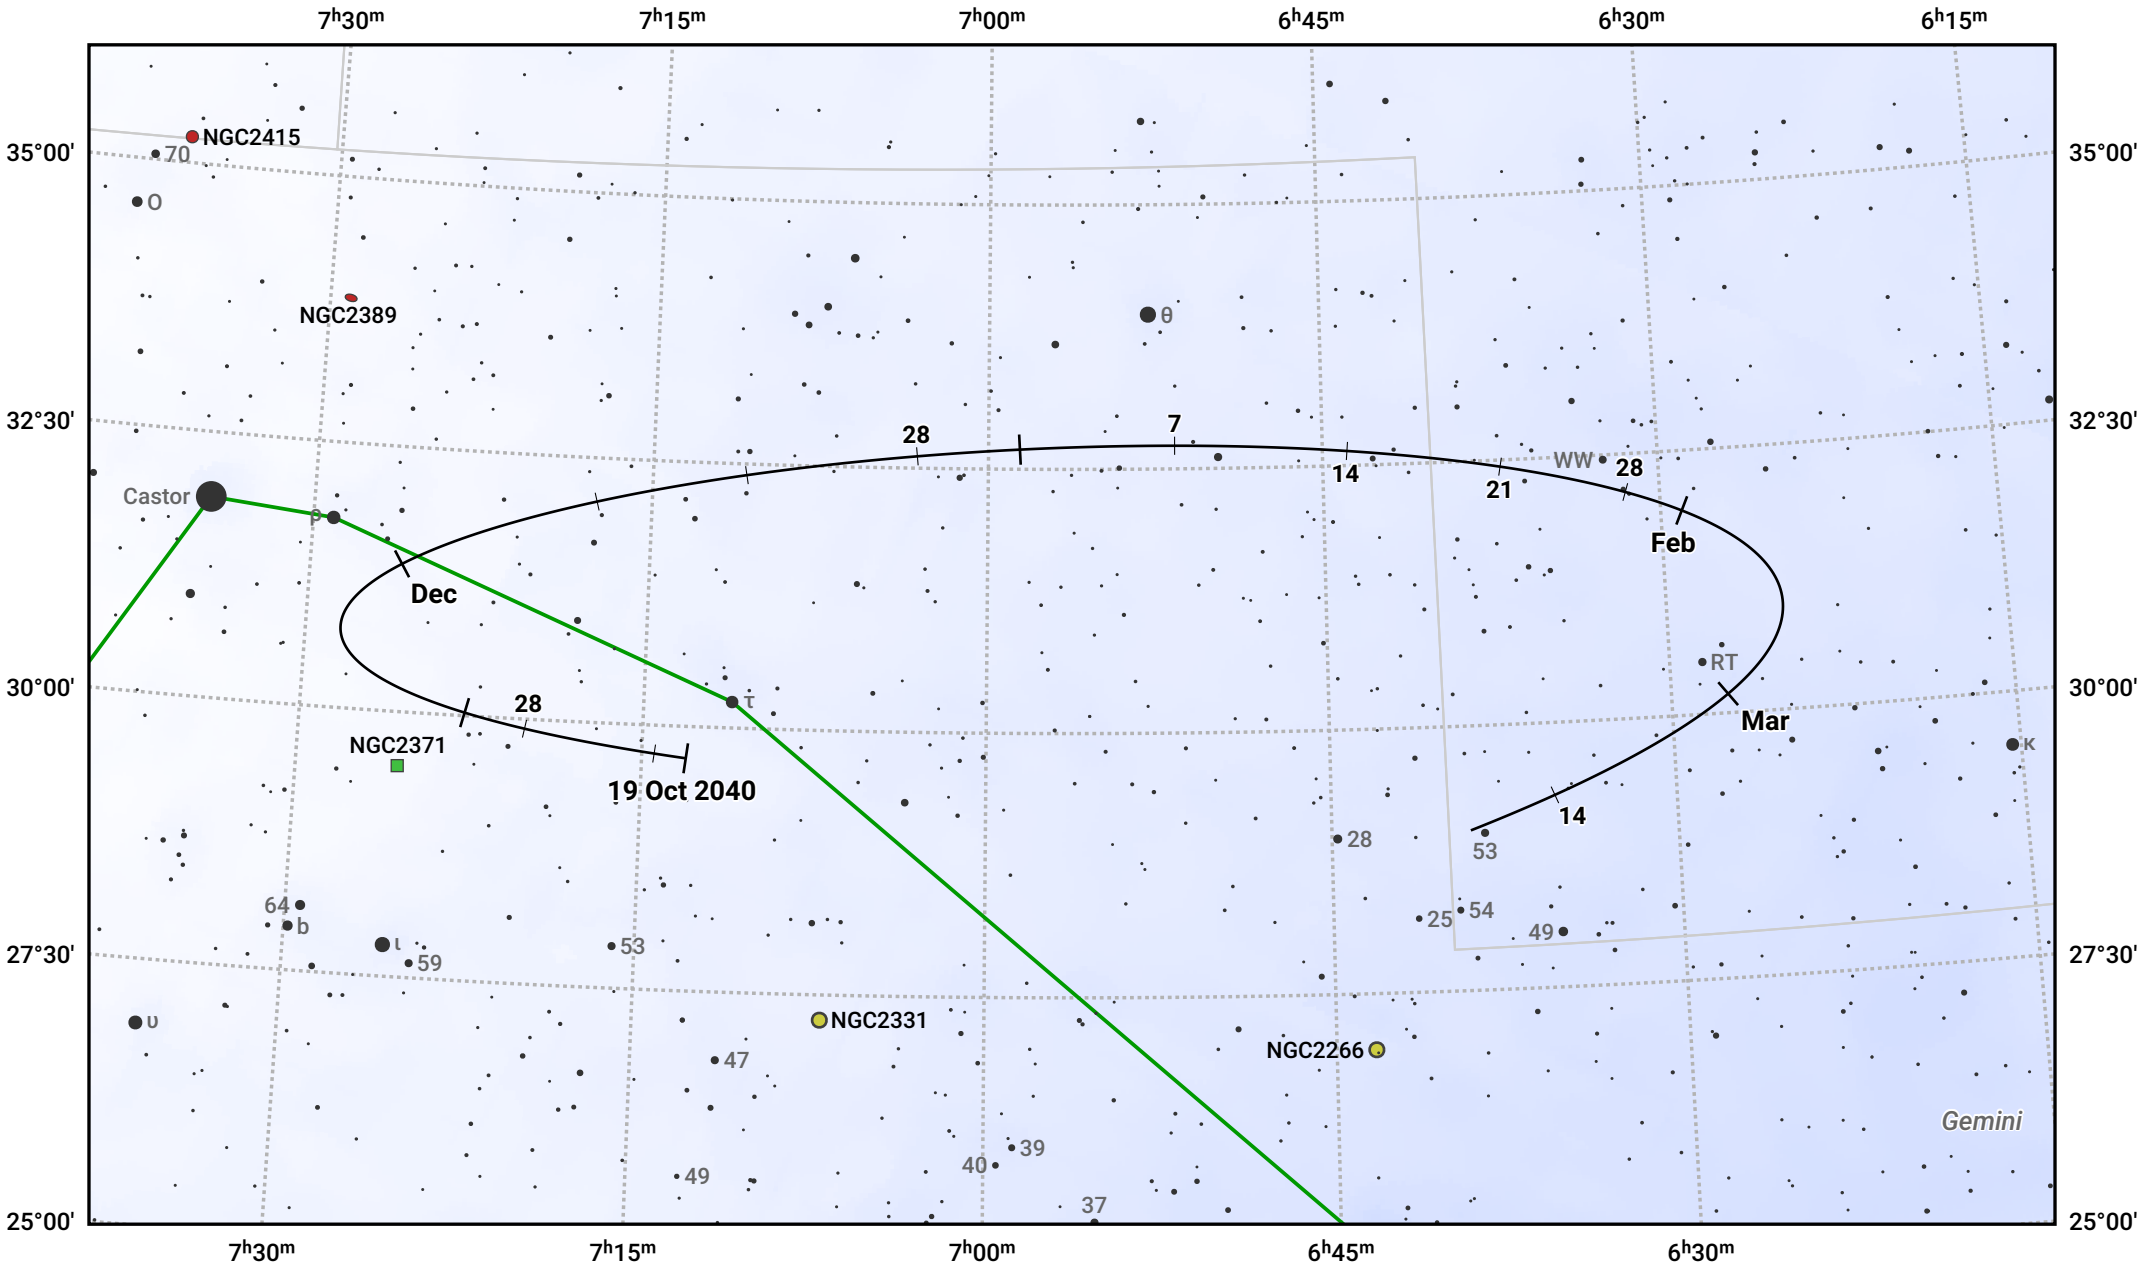 7h30m 7h15m 7h00m 6h45m 6h30m 6h15m
NGC2415
35°00' 70 35°00'
O
NGC2389 θ
32°30' 28 7 32°30'
14 WW 28
21
Castor ρ
Feb
Dec
RT
30°00' 28 τ 30°00'
Mar
NGC2371 κ
19 Oct 2040
14
28 53
64 b 25 54
ι 49
27°30' 59 53 27°30'
υ NGC2331
47 NGC2266
Gemini
40 39
49
37
25°00' 25°00'
7h30m 7h15m 7h00m 6h45m 6h30m